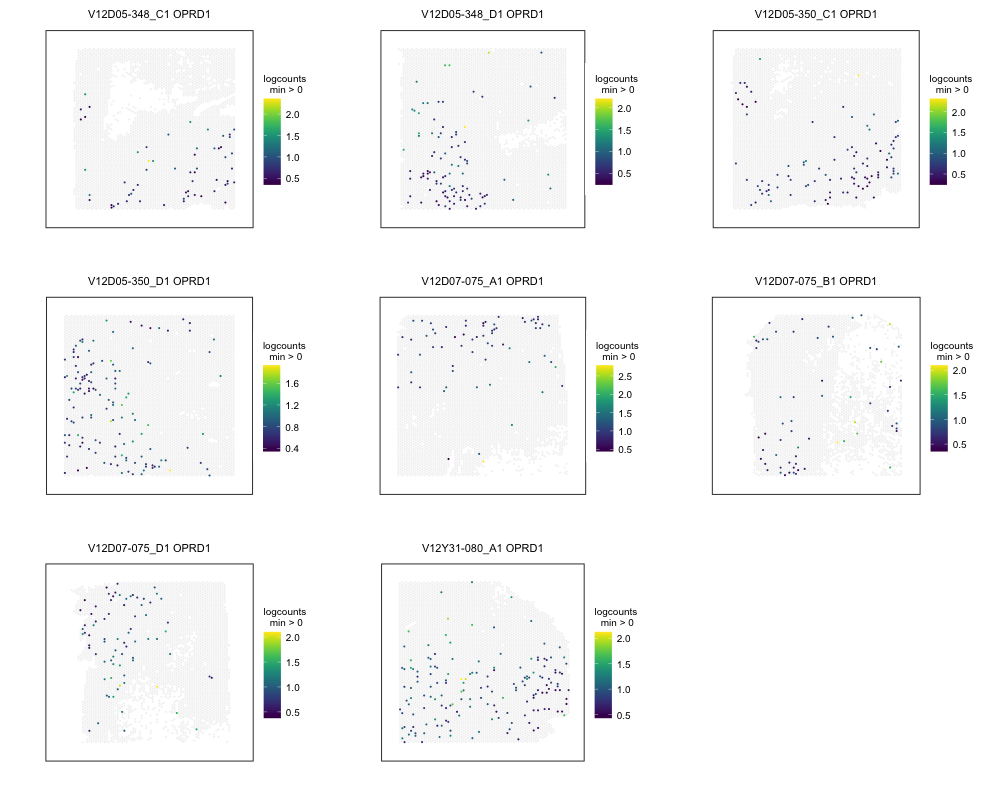 V12D05-348_C1 OPRD1
logcounts
min > 0
2.0
1.5
1.0
0.5
V12D05-348_D1 OPRD1
logcounts
min > 0
2.0
1.5
1.0
0.5
V12D05-350_C1 OPRD1
logcounts
min > 0
2.0
1.5
1.0
0.5
V12D05-350_D1 OPRD1
logcounts
min > 0
1.6
1.2
0.8
0.4
V12D07-075_A1 OPRD1
logcounts
min > 0
2.5
2.0
1.5
1.0
0.5
V12D07-075_B1 OPRD1
logcounts
min > 0
2.0
1.5
1.0
0.5
V12D07-075_D1 OPRD1
logcounts
min > 0
2.0
1.5
1.0
0.5
V12Y31-080_A1 OPRD1
logcounts
min > 0
2.0
1.5
1.0
0.5